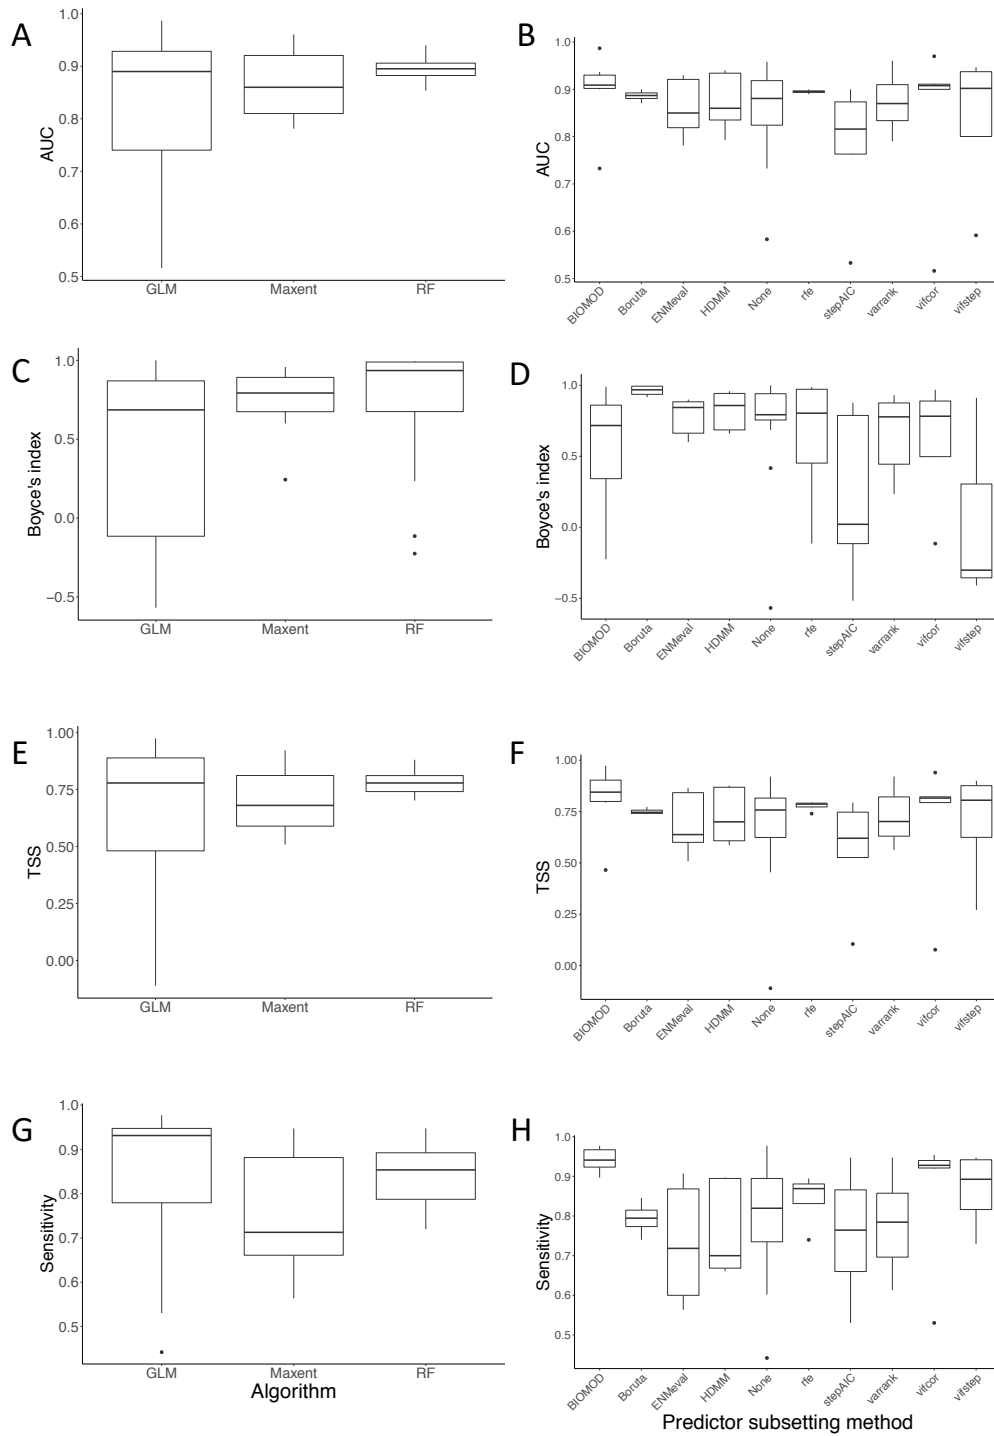 A
AUC
1.0
0.9
0.8
0.7
0.6
0.5
GLM Maxent RF
B
AUC
1.0
0.9
0.8
0.7
0.6
0.5
BIOMOD Boruta ENMeval HDMM None rfe stepAIC varrank vifcor vifstep
C
Boyce's index
1.0
0.5
0.0
−0.5
GLM Maxent RF
D
Boyce's index
1.0
0.5
0.0
−0.5
BIOMOD Boruta ENMeval HDMM None rfe stepAIC varrank vifcor vifstep
E
TSS
1.00
0.75
0.50
0.25
0.00
GLM Maxent RF
F
TSS
1.00
0.75
0.50
0.25
0.00
BIOMOD Boruta ENMeval HDMM None rfe stepAIC varrank vifcor vifstep
G
Sensitivity
1.0
0.9
0.8
0.7
0.6
0.5
GLM Maxent RF
Algorithm
H
Sensitivity
1.0
0.9
0.8
0.7
0.6
0.5
BIOMOD Boruta ENMeval HDMM None rfe stepAIC varrank vifcor vifstep
Predictor subsetting method